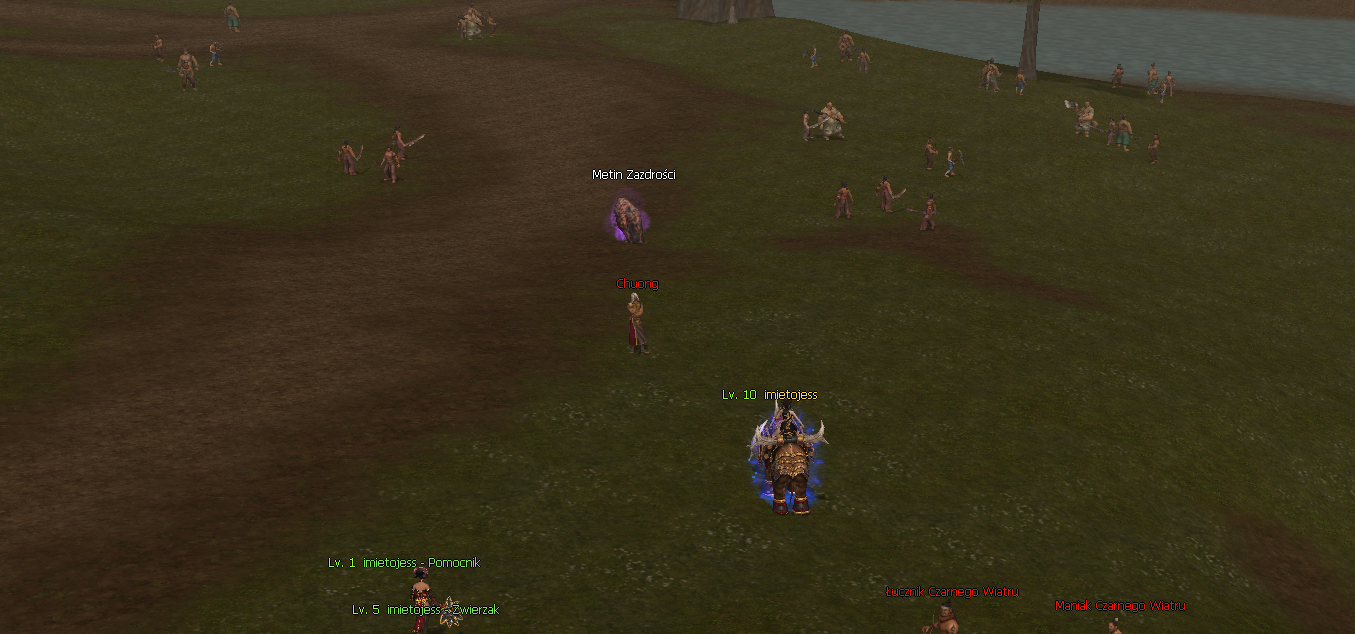 Metin Zazdrości
Chuong
Lv. 10 imietojess
Lv. 1 imietojess - Pomocnik
Lv. 5 imietojess - Zwierzak
Łucznik Czarnego Wiatru
Maniak Czarnego Wiatru